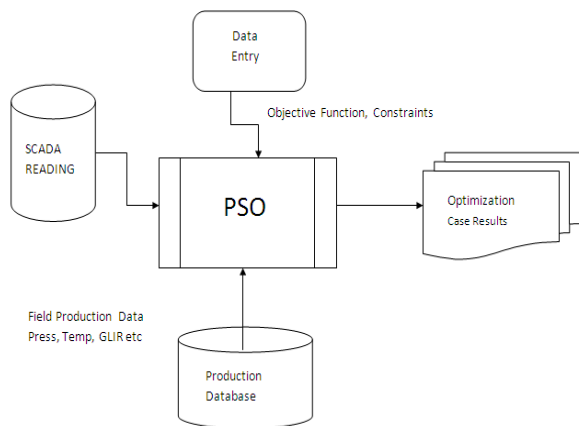 Data
Entry
Objective Function, Constraints
SCADA
READING
PSO
Optimization
Case Results
Field Production Data
Press, Temp, GLIR etc
Production
Database